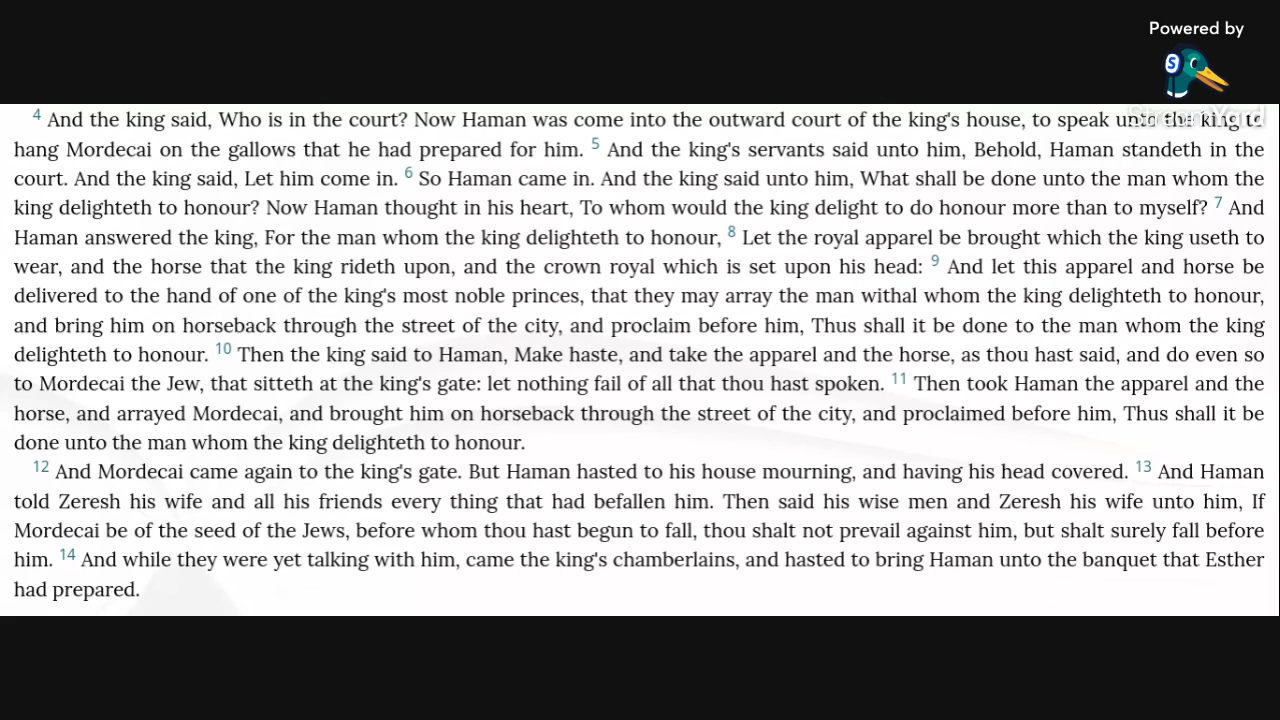 Powered by
S
StreamYard
4 And the king said, Who is in the court? Now Haman was come into the outward court of the king's house, to speak unto the king to
hang Mordecai on the gallows that he had prepared for him. 5 And the king's servants said unto him, Behold, Haman standeth in the
court. And the king said, Let him come in. 6 So Haman came in. And the king said unto him, What shall be done unto the man whom the
king delighteth to honour? Now Haman thought in his heart, To whom would the king delight to do honour more than to myself? 7 And
Haman answered the king, For the man whom the king delighteth to honour, 8 Let the royal apparel be brought which the king useth to
wear, and the horse that the king rideth upon, and the crown royal which is set upon his head: 9 And let this apparel and horse be
delivered to the hand of one of the king's most noble princes, that they may array the man withal whom the king delighteth to honour,
and bring him on horseback through the street of the city, and proclaim before him, Thus shall it be done to the man whom the king
delighteth to honour. 10 Then the king said to Haman, Make haste, and take the apparel and the horse, as thou hast said, and do even so
to Mordecai the Jew, that sitteth at the king's gate: let nothing fail of all that thou hast spoken. 11 Then took Haman the apparel and the
horse, and arrayed Mordecai, and brought him on horseback through the street of the city, and proclaimed before him, Thus shall it be
done unto the man whom the king delighteth to honour.
12 And Mordecai came again to the king's gate. But Haman hasted to his house mourning, and having his head covered. 13 And Haman
told Zeresh his wife and all his friends every thing that had befallen him. Then said his wise men and Zeresh his wife unto him, If
Mordecai be of the seed of the Jews, before whom thou hast begun to fall, thou shalt not prevail against him, but shalt surely fall before
him. 14 And while they were yet talking with him, came the king's chamberlains, and hasted to bring Haman unto the banquet that Esther
had prepared.